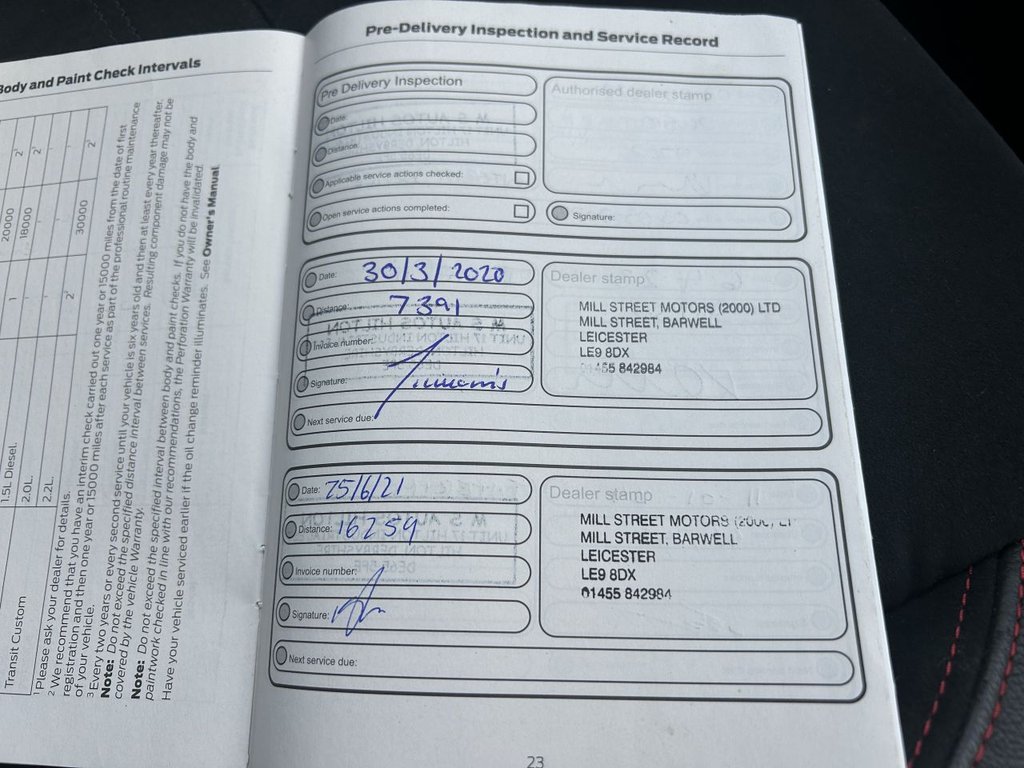 Body and Paint Check Intervals
20000 2¹
18000 2¹
1
2¹ 30000 2¹
1.5L Diesel.
2.0L.
2.2L.
Transit Custom
¹ Please ask your dealer for details.
² We recommend that you have an interim check carried out one year or 15000 miles from the date of first
registration and then one year or 15000 miles after each service as part of the professional routine maintenance
of your vehicle.
³ Every two years or every second service until your vehicle is six years old and then at least every year thereafter.
Note: Do not exceed the specified distance interval between services. Resulting component damage may not be
covered by the vehicle Warranty.
Note: Do not exceed the specified interval between body and paint checks. If you do not have the body and
paintwork checked in line with our recommendations, the Perforation Warranty will be invalidated.
Have your vehicle serviced earlier if the oil change reminder illuminates. See Owner's Manual
Pre-Delivery Inspection and Service Record
Pre Delivery Inspection
Date:
Distance:
Applicable service actions checked:
Open service actions completed:
Authorised dealer stamp
Signature:
Date: 30/3/2020
Distance: 7391
Invoice number:
Signature:
Next service due:
Dealer stamp
MILL STREET MOTORS (2000) LTD
MILL STREET, BARWELL
LEICESTER
LE9 8DX
01455 842984
Date: 25/6/21
Distance: 16259
Invoice number:
Signature:
Next service due:
Dealer stamp
MILL STREET MOTORS (2000) LT
MILL STREET, BARWELL
LEICESTER
LE9 8DX
01455 842984
23